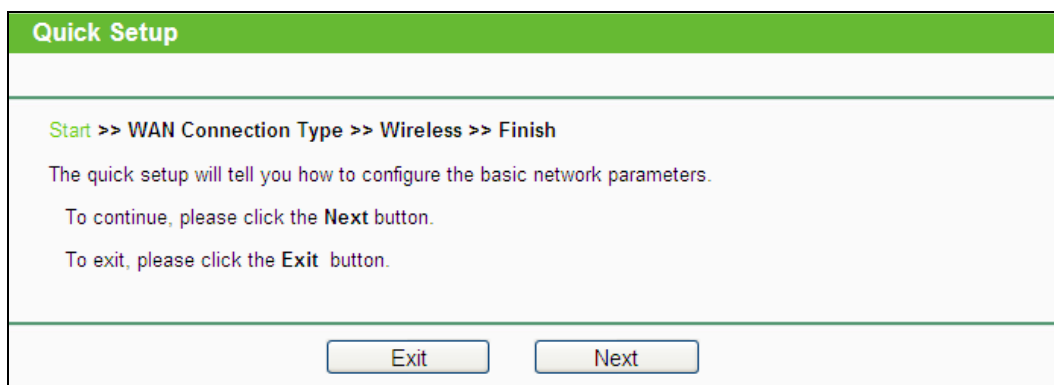 Quick Setup
Start >> WAN Connection Type >> Wireless >> Finish
The quick setup will tell you how to configure the basic network parameters.
To continue, please click the Next button.
To exit, please click the Exit button.
Exit Next